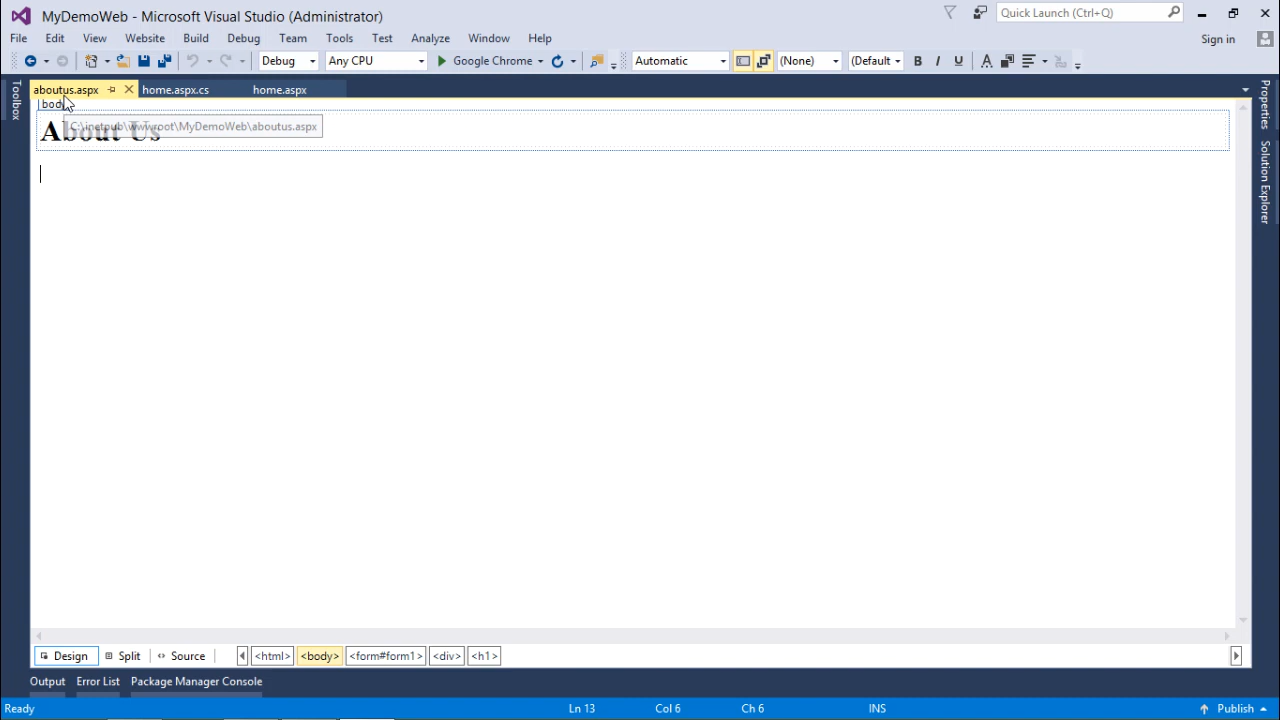 MyDemoWeb - Microsoft Visual Studio (Administrator)
Quick Launch (Ctrl+Q)
File Edit View Website Build Debug Team Tools Test Analyze Window Help
Sign in
Debug Any CPU Google Chrome Automatic (None) (Default B I U A
Toolbox
aboutus.aspx home.aspx.cs home.aspx
Properties
body
C:\inetpub\wwwroot\MyDemoWeb\aboutus.aspx
About Us
Solution Explorer
Design Split Source <html> <body> <form#form1> <div> <h1>
Output Error List Package Manager Console
Ready Ln 13 Col 6 Ch 6 INS Publish